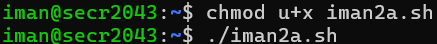 iman@secr2043:~$ chmod u+x iman2a.sh
iman@secr2043:~$ ./iman2a.sh